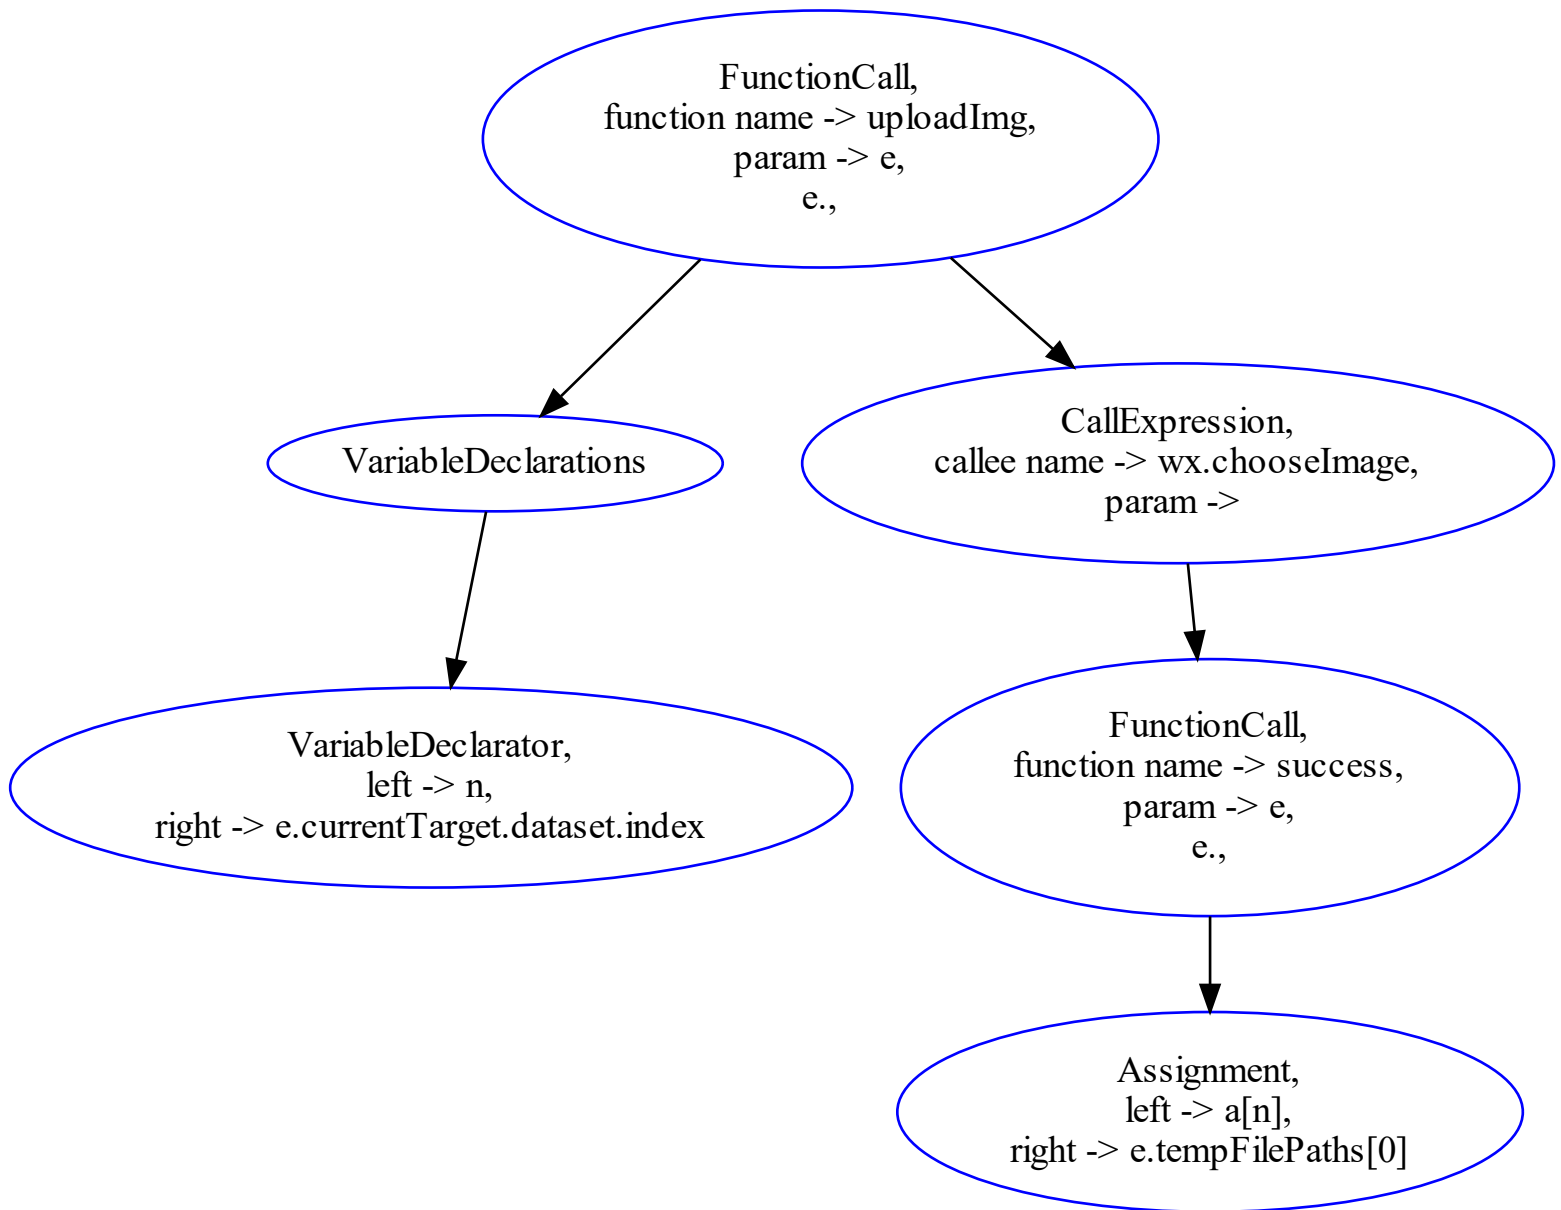 FunctionCall,
function name -> uploadImg,
param -> e,
e.,
VariableDeclarations
CallExpression,
callee name -> wx.chooseImage,
param ->
VariableDeclarator,
left -> n,
right -> e.currentTarget.dataset.index
FunctionCall,
function name -> success,
param -> e,
e.,
Assignment,
left -> a[n],
right -> e.tempFilePaths[0]